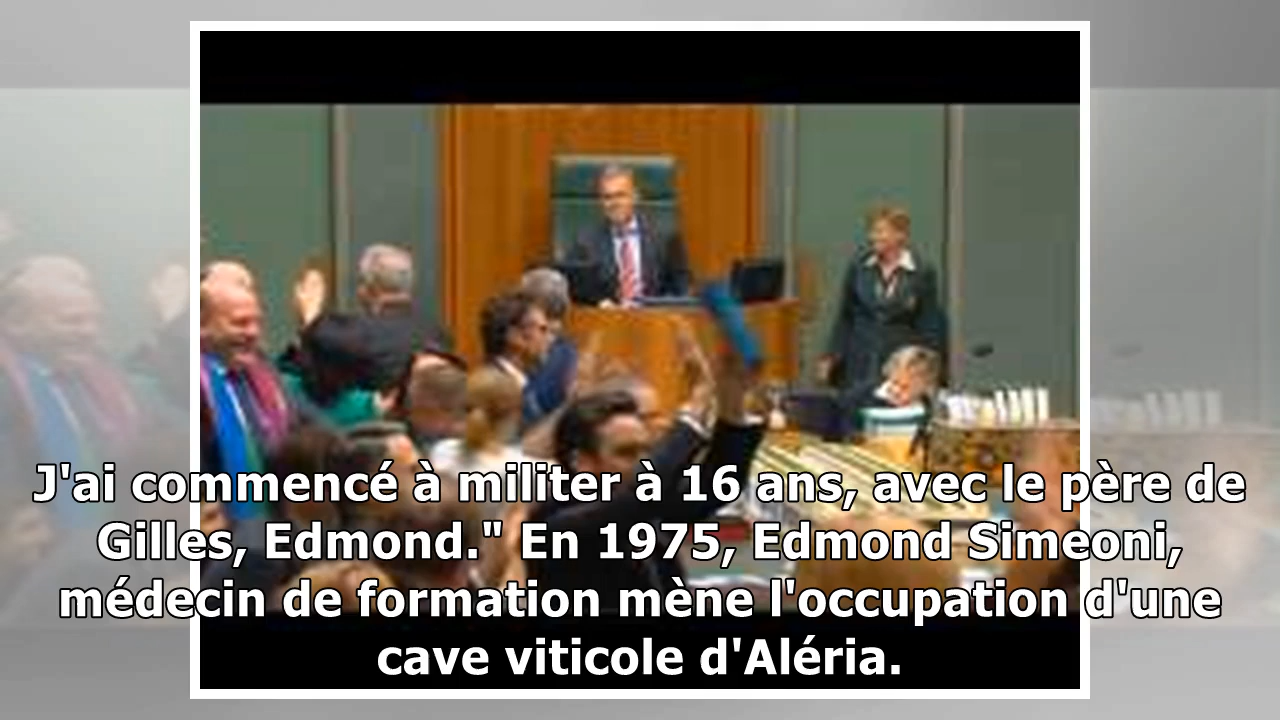 J'ai commencé à militer à 16 ans, avec le père de
Gilles, Edmond." En 1975, Edmond Simeoni,
médecin de formation mène l'occupation d'une
cave viticole d'Aléria.